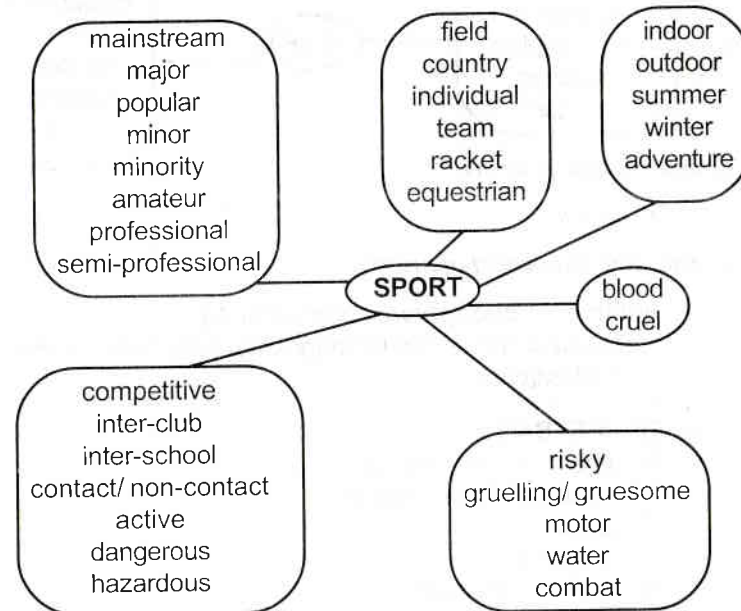 mainstream
major
popular
minor
minority
amateur
professional
semi-professional
field
country
individual
team
racket
equestrian
indoor
outdoor
summer
winter
adventure
SPORT
blood
cruel
competitive
inter-club
inter-school
contact/ non-contact
active
dangerous
hazardous
risky
gruelling/ gruesome
motor
water
combat